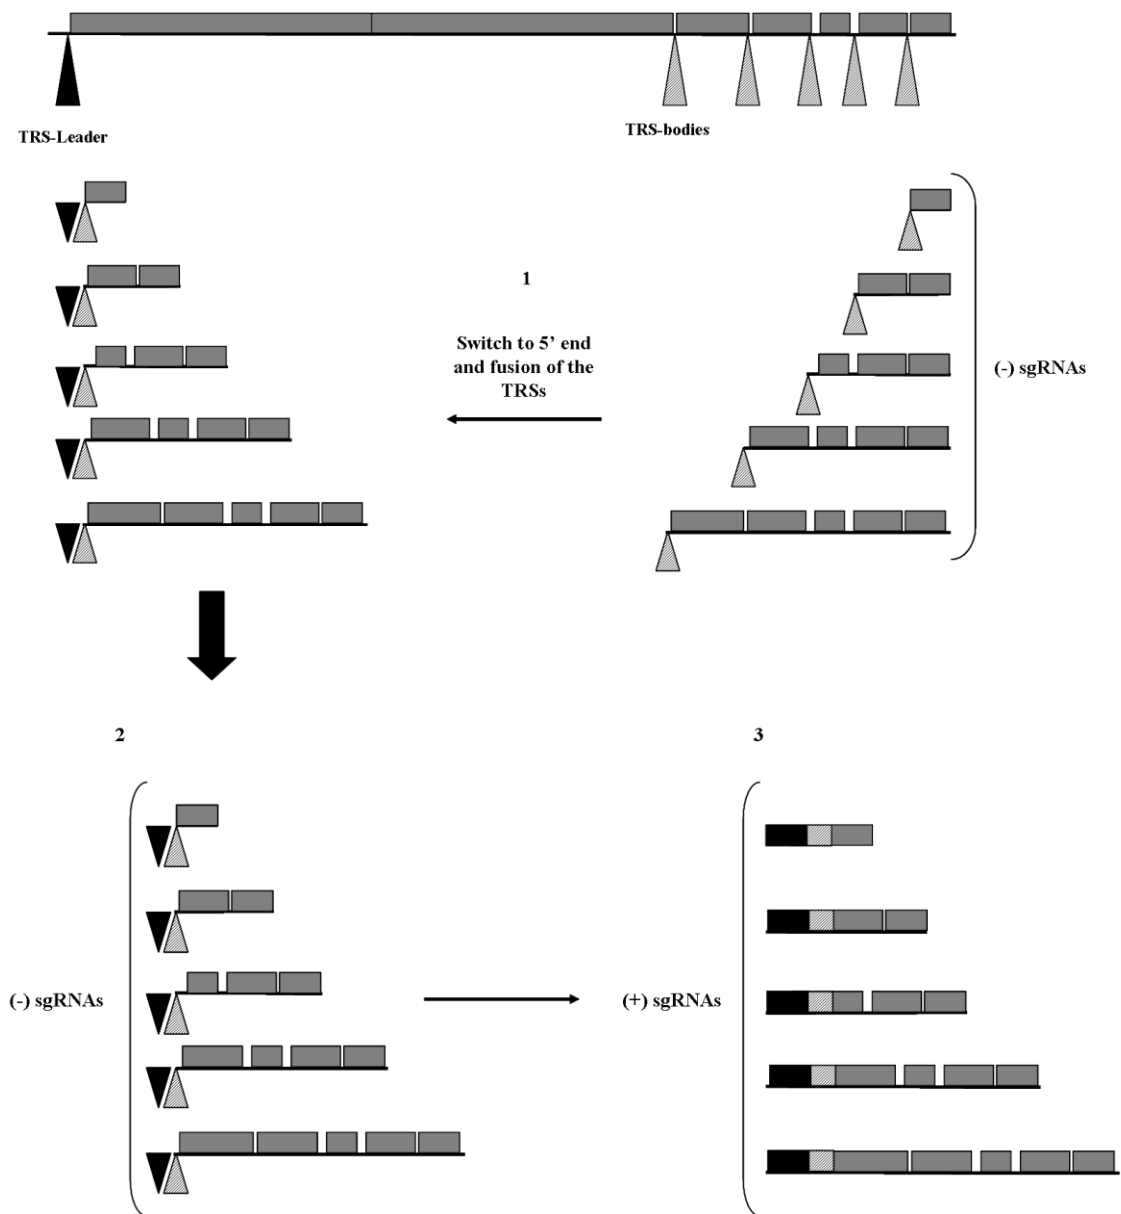 TRS-Leader
TRS-bodies
1
Switch to 5’ end
and fusion of the
TRSs
(-) sgRNAs
2
3
(-) sgRNAs
(+) sgRNAs